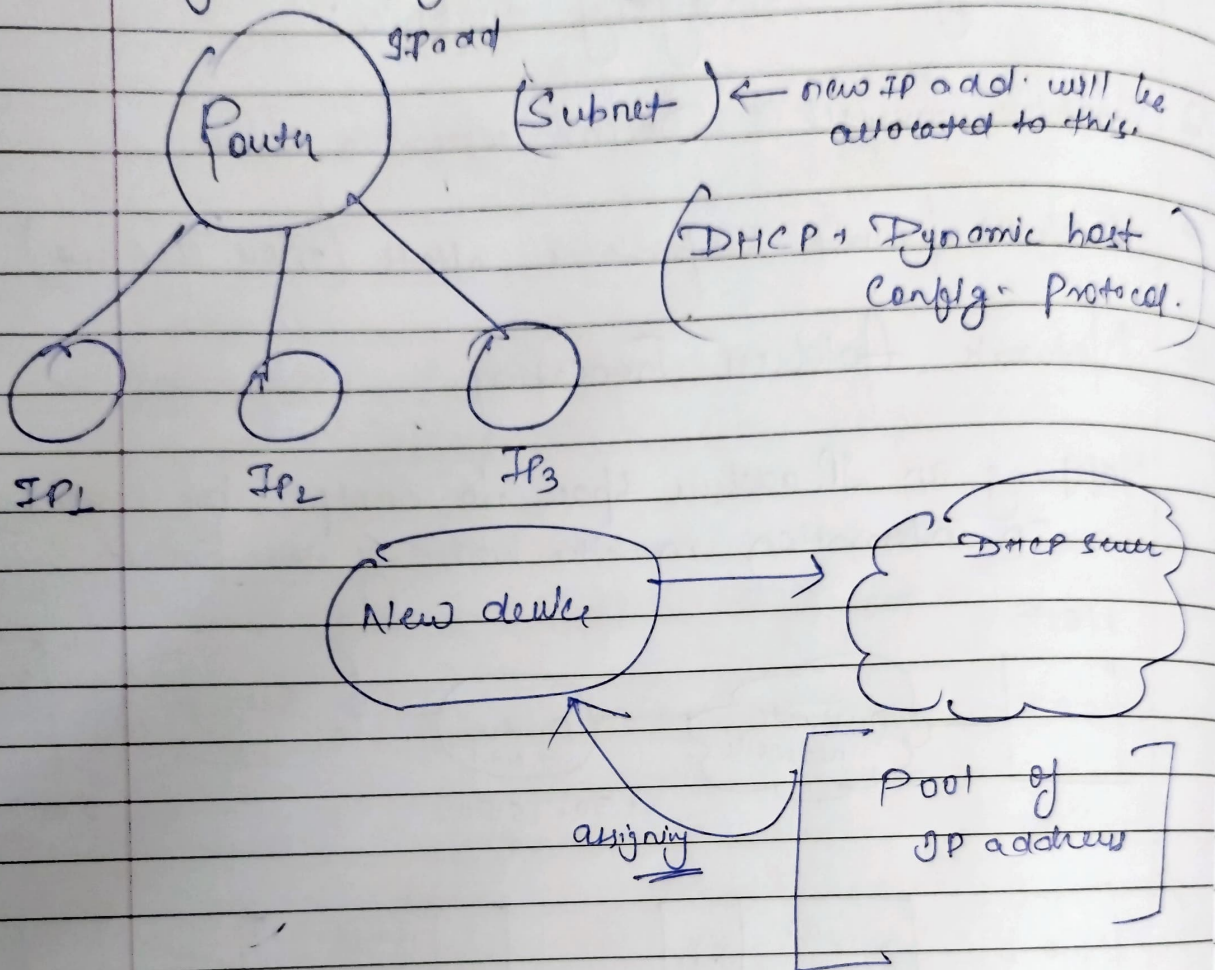 IP add
Router
(Subnet) ← new IP add. will be
allocated to this.
(DHCP → Dynamic host
Config. Protocol.)
IP1
IP2
IP3
New device
DHCP server
Pool of
IP address
assigning